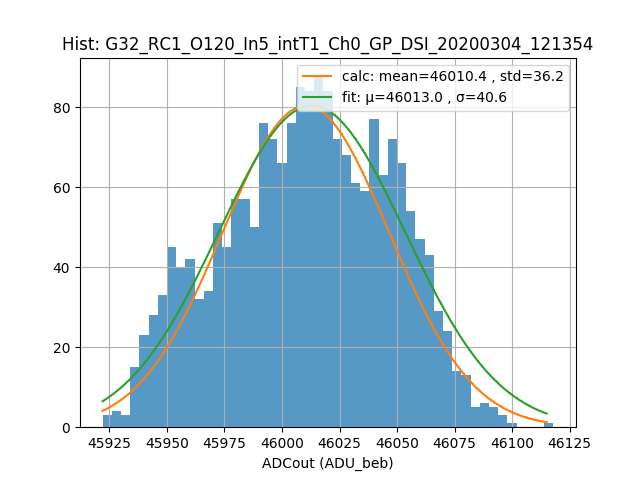 Hist: G32_RC1_O120_In5_intT1_Ch0_GP_DSI_20200304_121354
calc: mean=46010.4 , std=36.2
fit: μ=46013.0 , σ=40.6
80
60
40
20
0
45925 45950 45975 46000 46025 46050 46075 46100 46125
ADCout (ADU_beb)